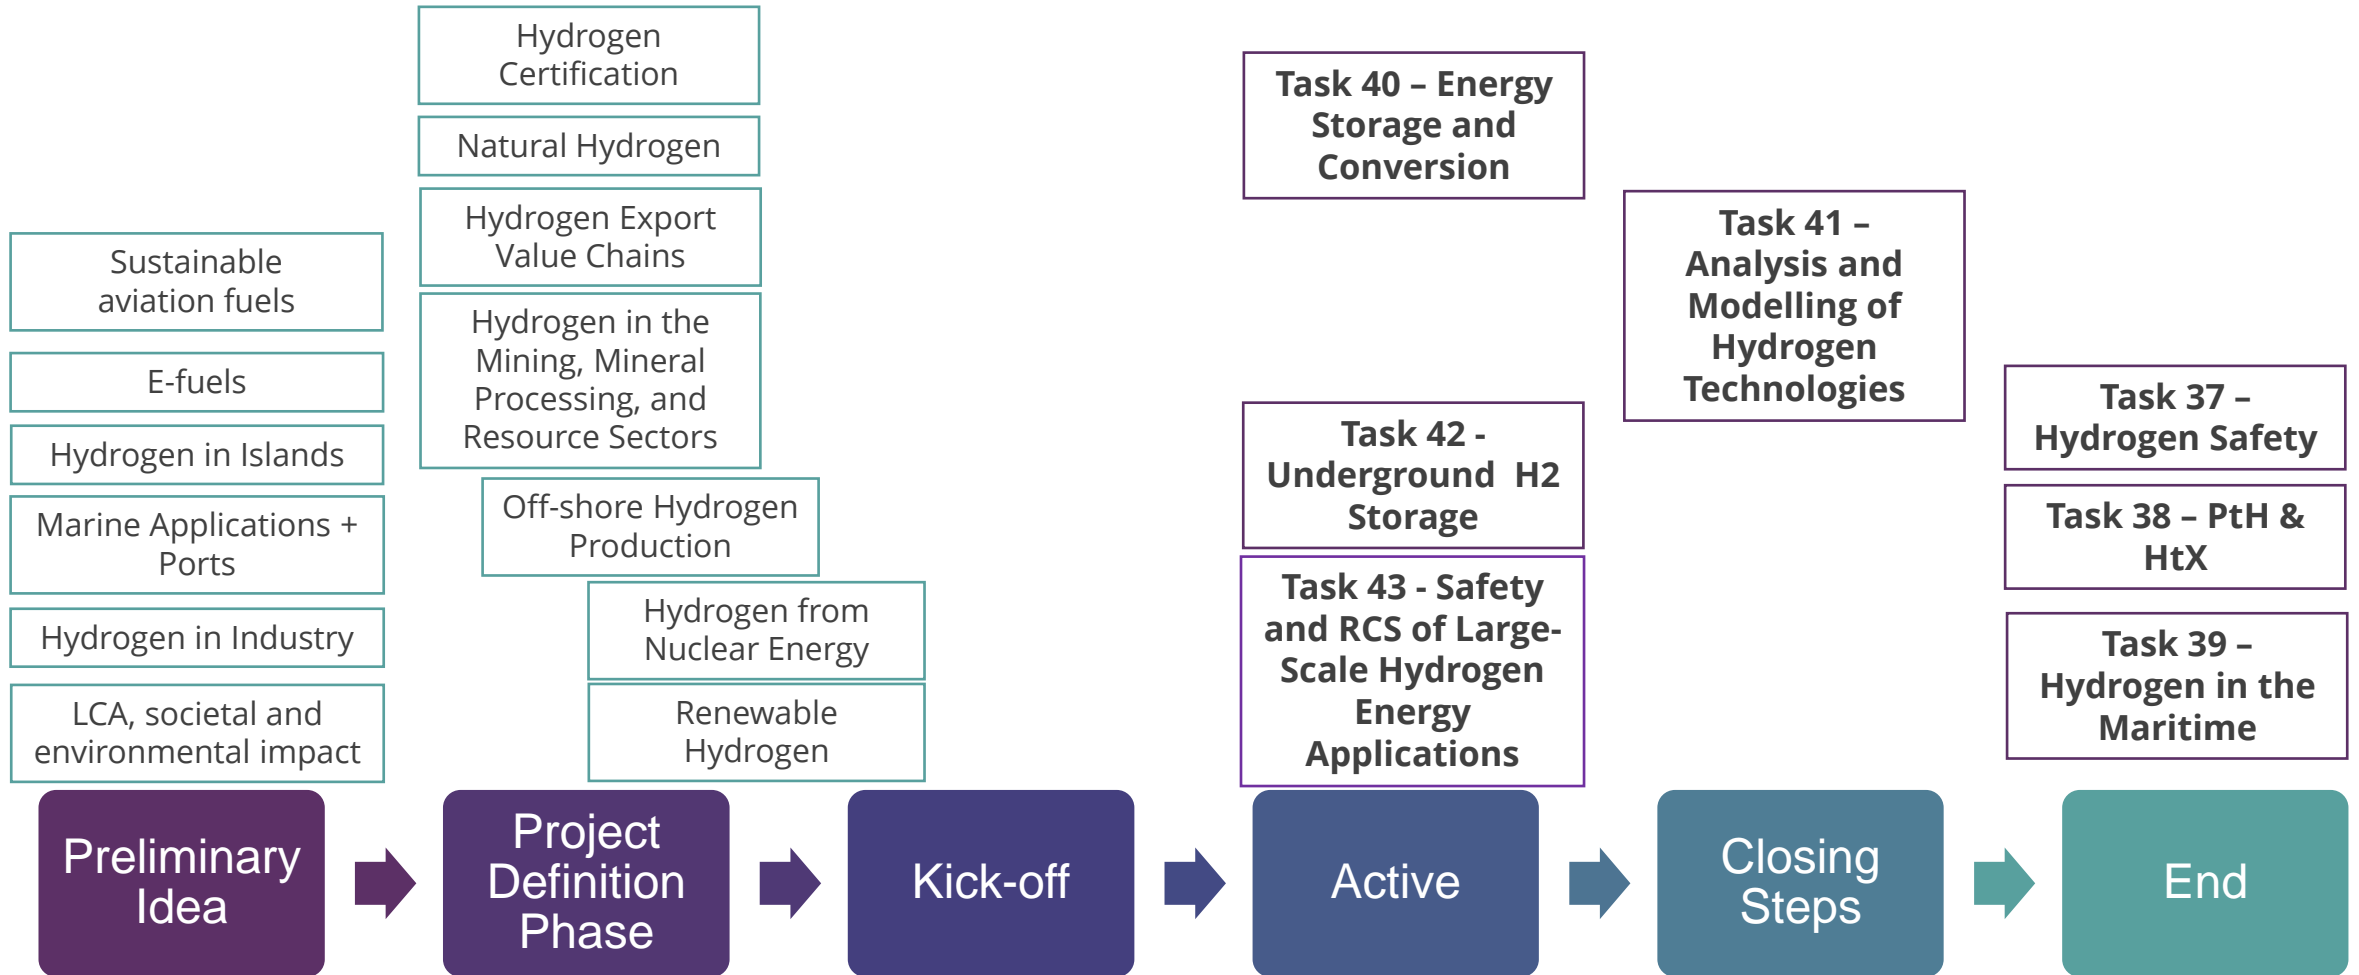 Sustainable
aviation fuels
E-fuels
Hydrogen in Islands
Marine Applications +
Ports
Hydrogen in Industry
LCA, societal and
environmental impact
Hydrogen
Certification
Natural Hydrogen
Hydrogen Export
Value Chains
Hydrogen in the
Mining, Mineral
Processing, and
Resource Sectors
Off-shore Hydrogen
Production
Hydrogen from
Nuclear Energy
Renewable
Hydrogen
Task 40 – Energy
Storage and
Conversion
Task 42 -
Underground  H2
Storage
Task 43 - Safety
and RCS of Large-
Scale Hydrogen
Energy
Applications
Task 41 –
Analysis and
Modelling of
Hydrogen
Technologies
Task 37 –
Hydrogen Safety
Task 38 – PtH &
HtX
Task 39 –
Hydrogen in the
Maritime
Preliminary
Idea
Project
Definition
Phase
Kick-off
Active
Closing
Steps
End